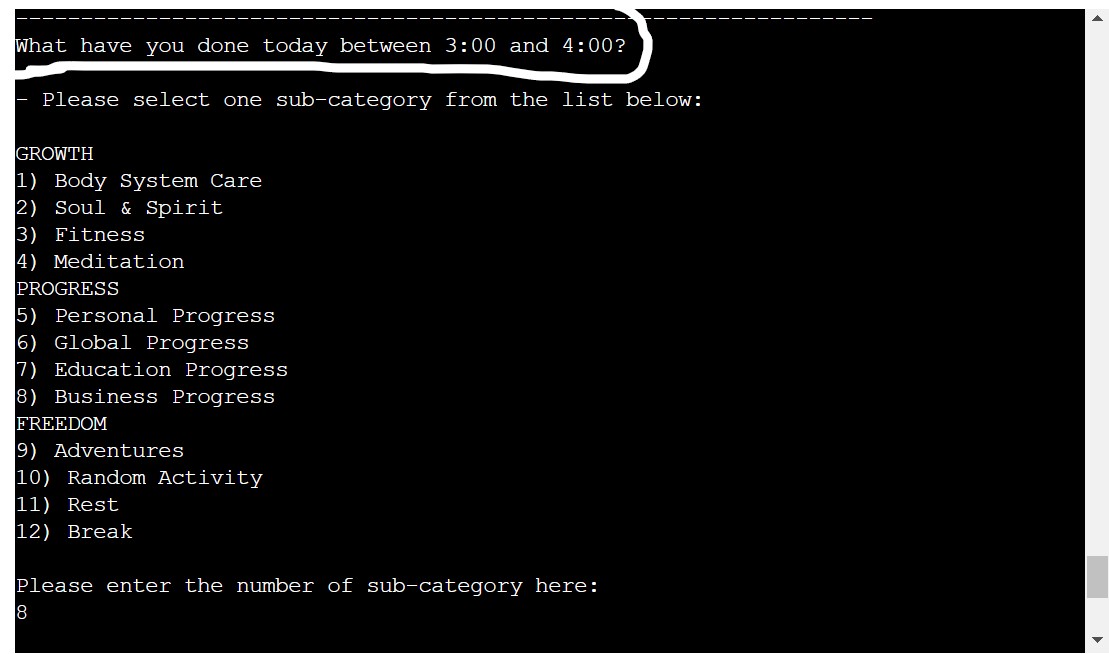 ------------------------------------------------------------------
What have you done today between 3:00 and 4:00?
- Please select one sub-category from the list below:
GROWTH
1) Body System Care
2) Soul & Spirit
3) Fitness
4) Meditation
PROGRESS
5) Personal Progress
6) Global Progress
7) Education Progress
8) Business Progress
FREEDOM
9) Adventures
10) Random Activity
11) Rest
12) Break
Please enter the number of sub-category here:
8